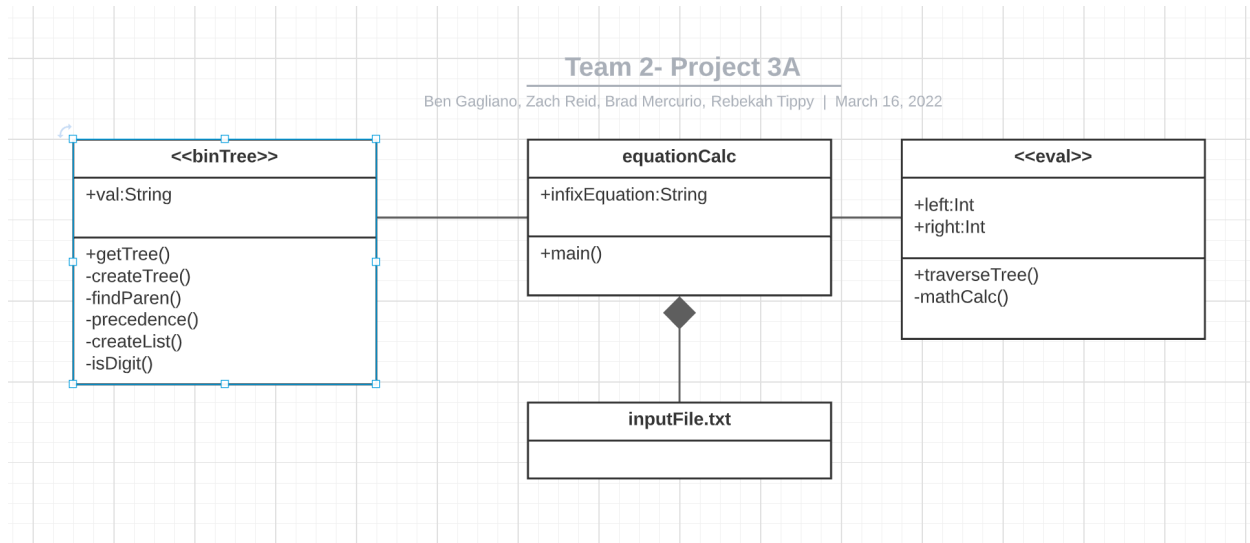 Team 2- Project 3A
Ben Gagliano, Zach Reid, Brad Mercurio, Rebekah Tippy | March 16, 2022
<<binTree>>
+val:String
+getTree()
-createTree()
-findParen()
-precedence()
-createList()
-isDigit()
equationCalc
+infixEquation:String
+main()
<<eval>>
+left:Int
+right:Int
+traverseTree()
-mathCalc()
inputFile.txt